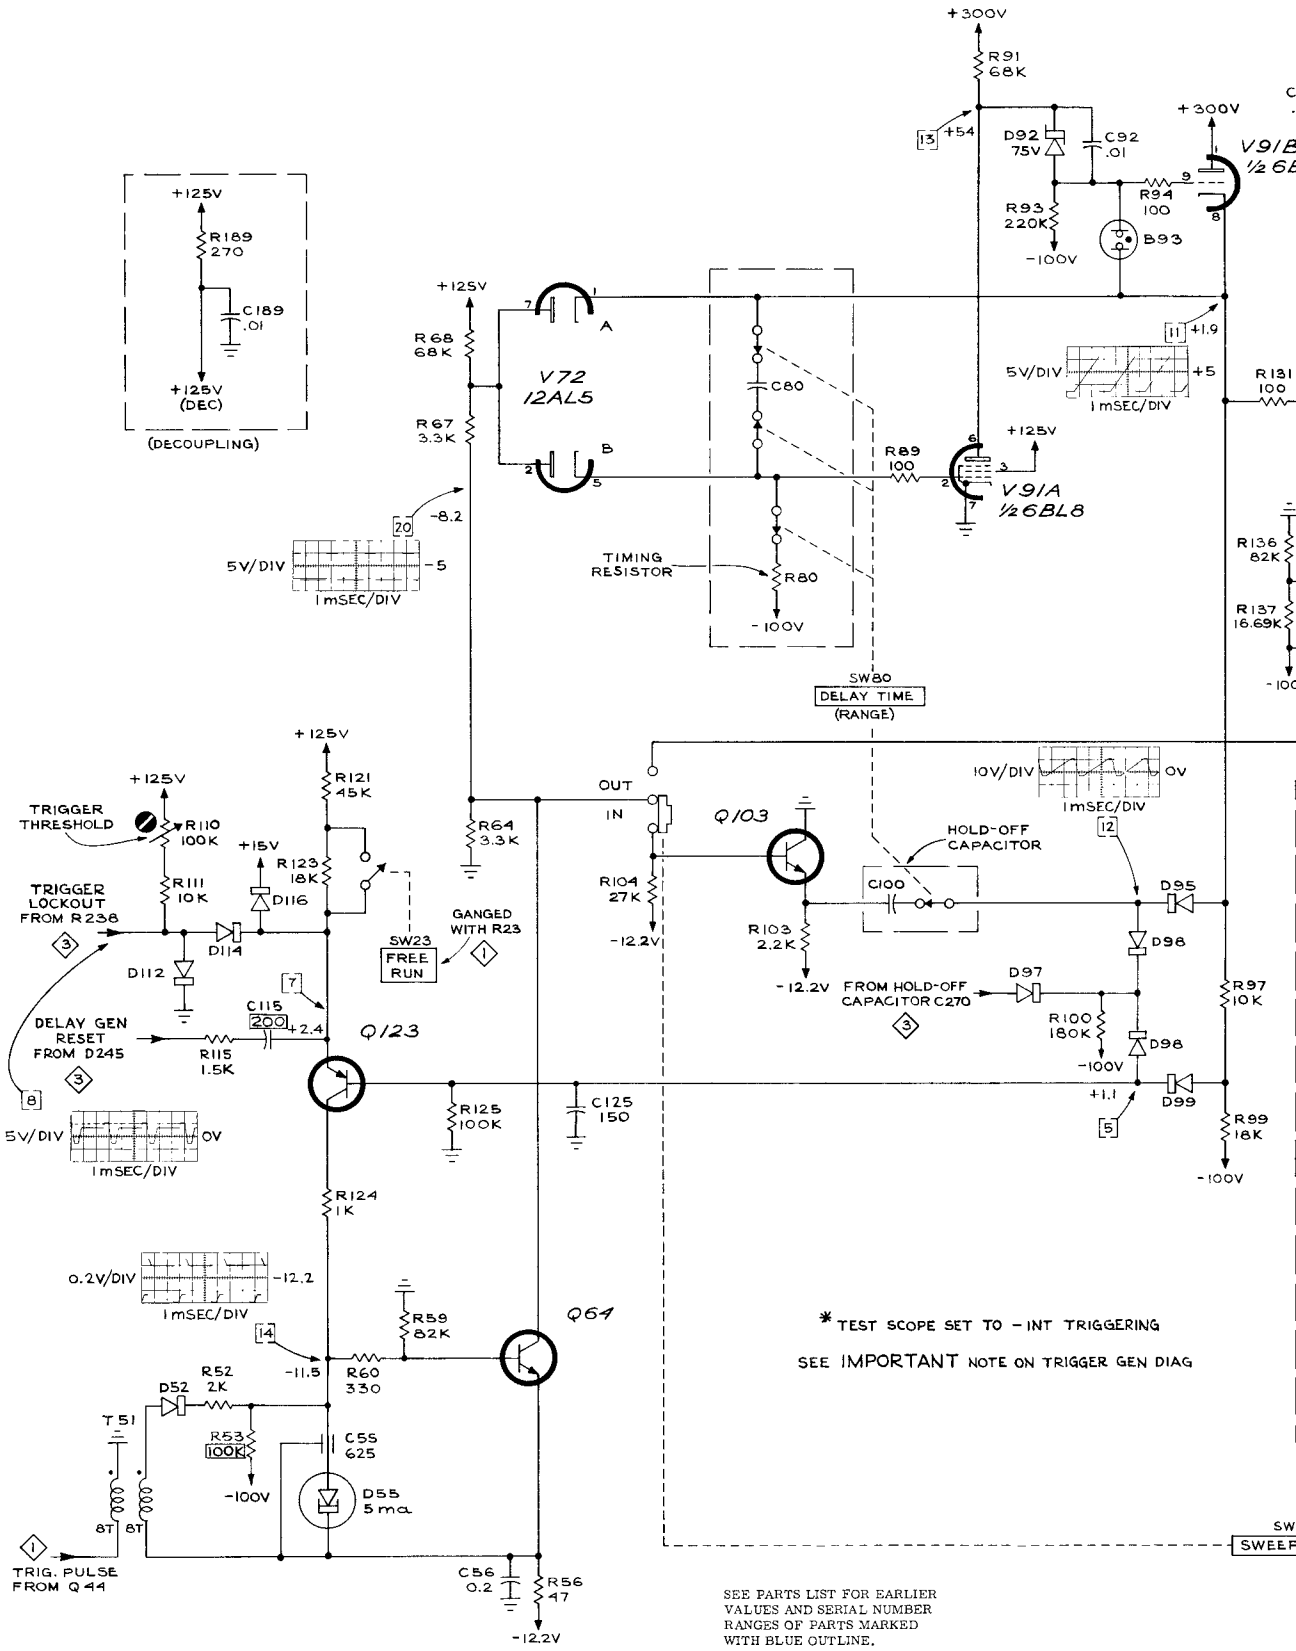 +300V
R91
68K
C
+300V
[13] +54
D92
75V
C92
.01
V91B
9
1
8
R94
100
R93
220K
B93
-100V
+125V
R189
270
C189
.01
+125V
(DEC)
(DECOUPLING)
+125V
7
1
A
R68
68K
V72
12AL5
C80
[11] +1.9
5V/DIV
+5
1mSEC/DIV
R131
100
R67
3.3K
B
2
5
R89
100
6
+125V
3
2
7
V91A
1/2 6BL8
[20] -8.2
5V/DIV
-5
1mSEC/DIV
TIMING
RESISTOR
R80
-100V
R136
82K
R137
16.69K
-100
SW80
DELAY TIME
(RANGE)
+125V
R121
45K
+125V
TRIGGER
THRESHOLD
R110
100K
+15V
R123
18K
R111
10K
D116
TRIGGER
LOCKOUT
FROM R238
3
D114
D112
SW23
FREE
RUN
GANGED
WITH R23
1
R64
3.3K
OUT
IN
Q103
R104
27K
-12.2V
R103
2.2K
-12.2V
HOLD-OFF
CAPACITOR
C100
10V/DIV
0V
1mSEC/DIV
[12]
D95
D98
D97
FROM HOLD-OFF
CAPACITOR C270
3
R100
180K
-100V
D98
R97
10K
[7]
C115
200
+2.4
Q123
DELAY GEN
RESET
FROM D245
3
R115
1.5K
[8]
5V/DIV
0V
1mSEC/DIV
R125
100K
C125
150
+1.1
[5]
D99
R99
18K
-100V
R124
1K
0.2V/DIV
-12.2
1mSEC/DIV
[14]
-11.5
R59
82K
R60
330
Q64
* TEST SCOPE SET TO - INT TRIGGERING
SEE IMPORTANT NOTE ON TRIGGER GEN DIAG
D52
R52
2K
T51
R53
100K
-100V
C55
625
D55
5ma
8T
8T
1
TRIG. PULSE
FROM Q44
C56
0.2
R56
47
-12.2V
SW
SWEEP
SEE PARTS LIST FOR EARLIER
VALUES AND SERIAL NUMBER
RANGES OF PARTS MARKED
WITH BLUE OUTLINE.